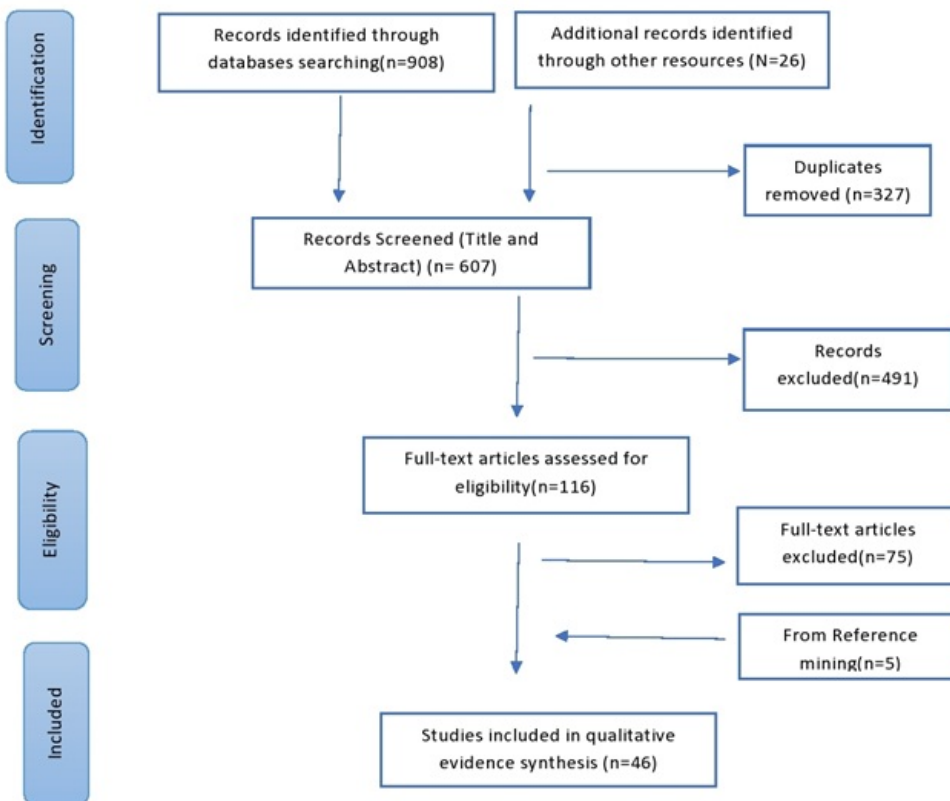 Identification
Records identified through
databases searching(n=908)
Additional records identified
through other resources (N=26)
Duplicates
removed (n=327)
Screening
Records Screened (Title and
Abstract) (n= 607)
Records
excluded(n=491)
Eligibility
Full-text articles assessed for
eligibility(n=116)
Full-text articles
excluded(n=75)
From Reference
mining(n=5)
Included
Studies included in qualitative
evidence synthesis (n=46)